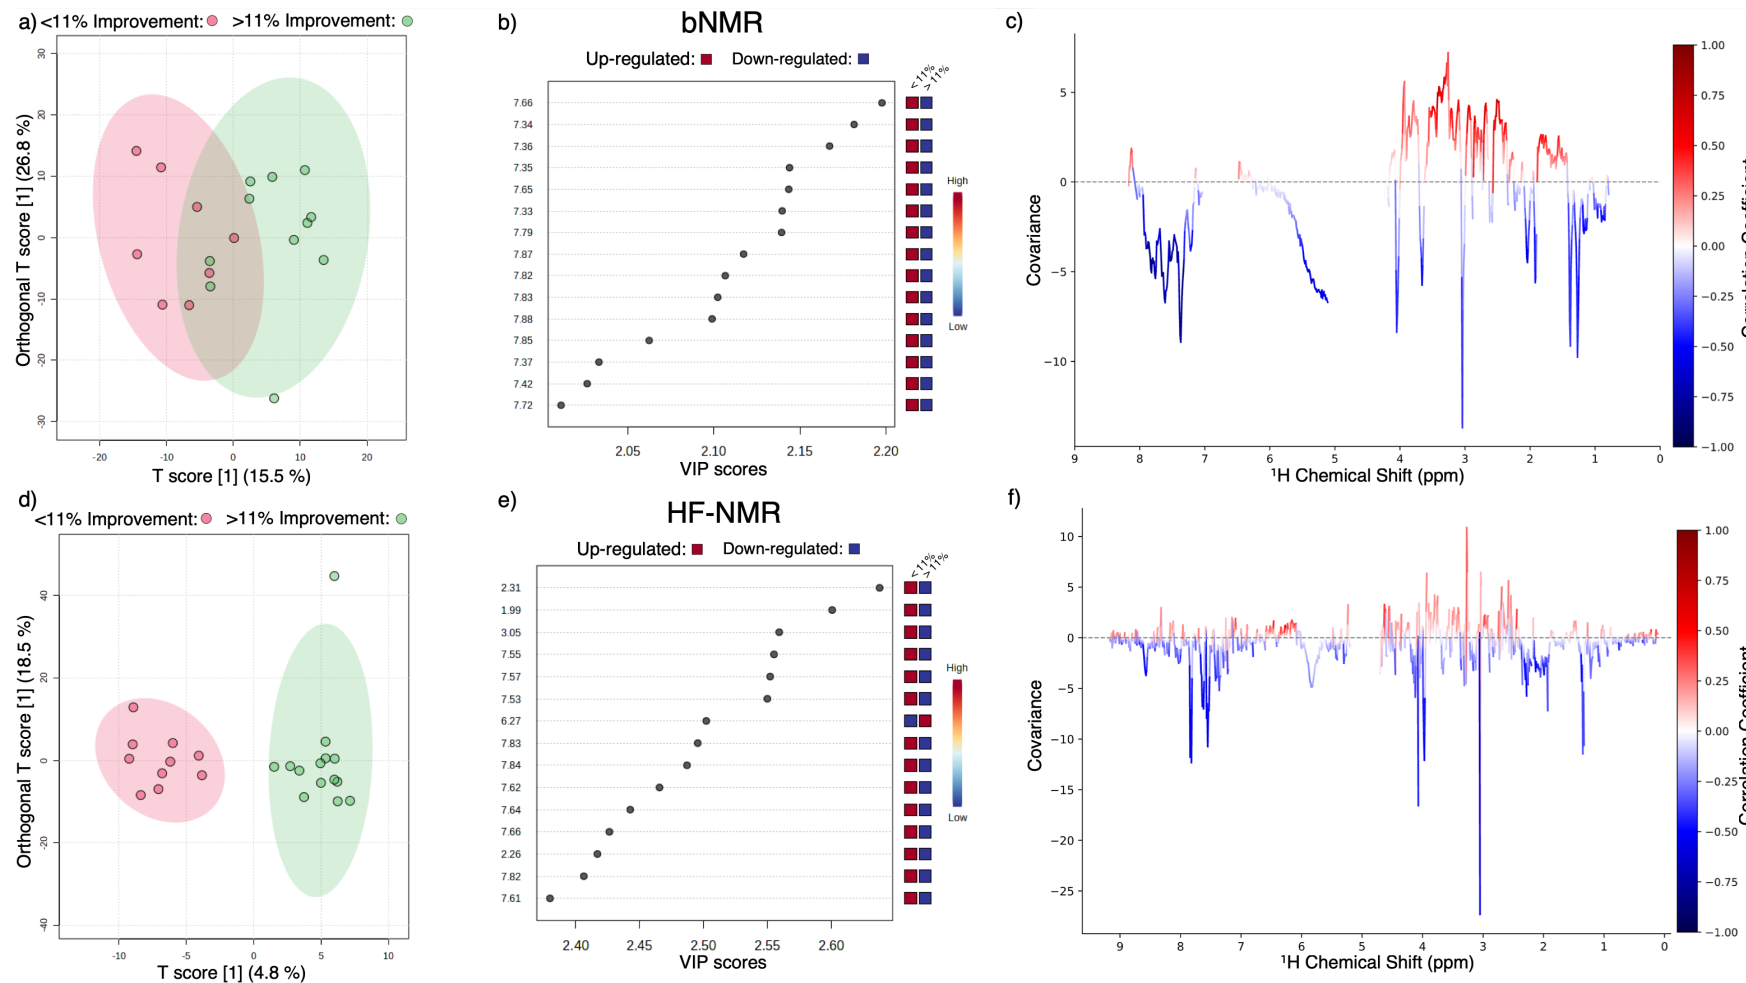 a) <11% Improvement: >11% Improvement:
30
20
10
0
-10
-20
-30
Orthogonal T score [1] (26.8 %)
-20 -10 0 10 20
T score [1] (15.5 %)
b) bNMR
Up-regulated: Down-regulated:
<11%
>11%
7.66
7.34
7.36
7.35
7.65
7.33
7.79
7.87
7.82
7.83
7.88
7.85
7.37
7.42
7.72
2.05 2.10 2.15 2.20
VIP scores
High
Low
c)
5
0
−5
−10
Covariance
9 8 7 6 5 4 3 2 1 0
¹H Chemical Shift (ppm)
1.00
0.75
0.50
0.25
0.00
−0.25
−0.50
−0.75
−1.00
d)
<11% Improvement: >11% Improvement:
40
20
0
-20
-40
Orthogonal T score [1] (18.5 %)
-10 -5 0 5 10
T score [1] (4.8 %)
e) HF-NMR
Up-regulated: Down-regulated:
<11%
>11%
2.31
1.99
3.05
7.55
7.57
7.53
6.27
7.83
7.84
7.62
7.64
7.66
2.26
7.82
7.61
2.40 2.45 2.50 2.55 2.60
VIP scores
High
Low
f)
10
5
0
−5
−10
−15
−20
−25
Covariance
9 8 7 6 5 4 3 2 1 0
¹H Chemical Shift (ppm)
1.00
0.75
0.50
0.25
0.00
−0.25
−0.50
−0.75
−1.00